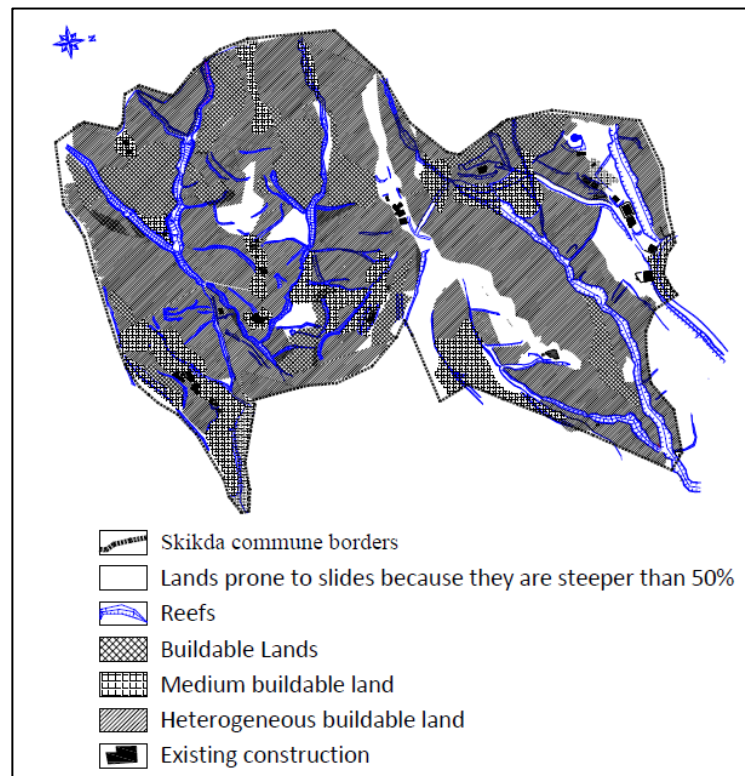 N
Skikda commune borders
Lands prone to slides because they are steeper than 50%
Reefs
Buildable Lands
Medium buildable land
Heterogeneous buildable land
Existing construction